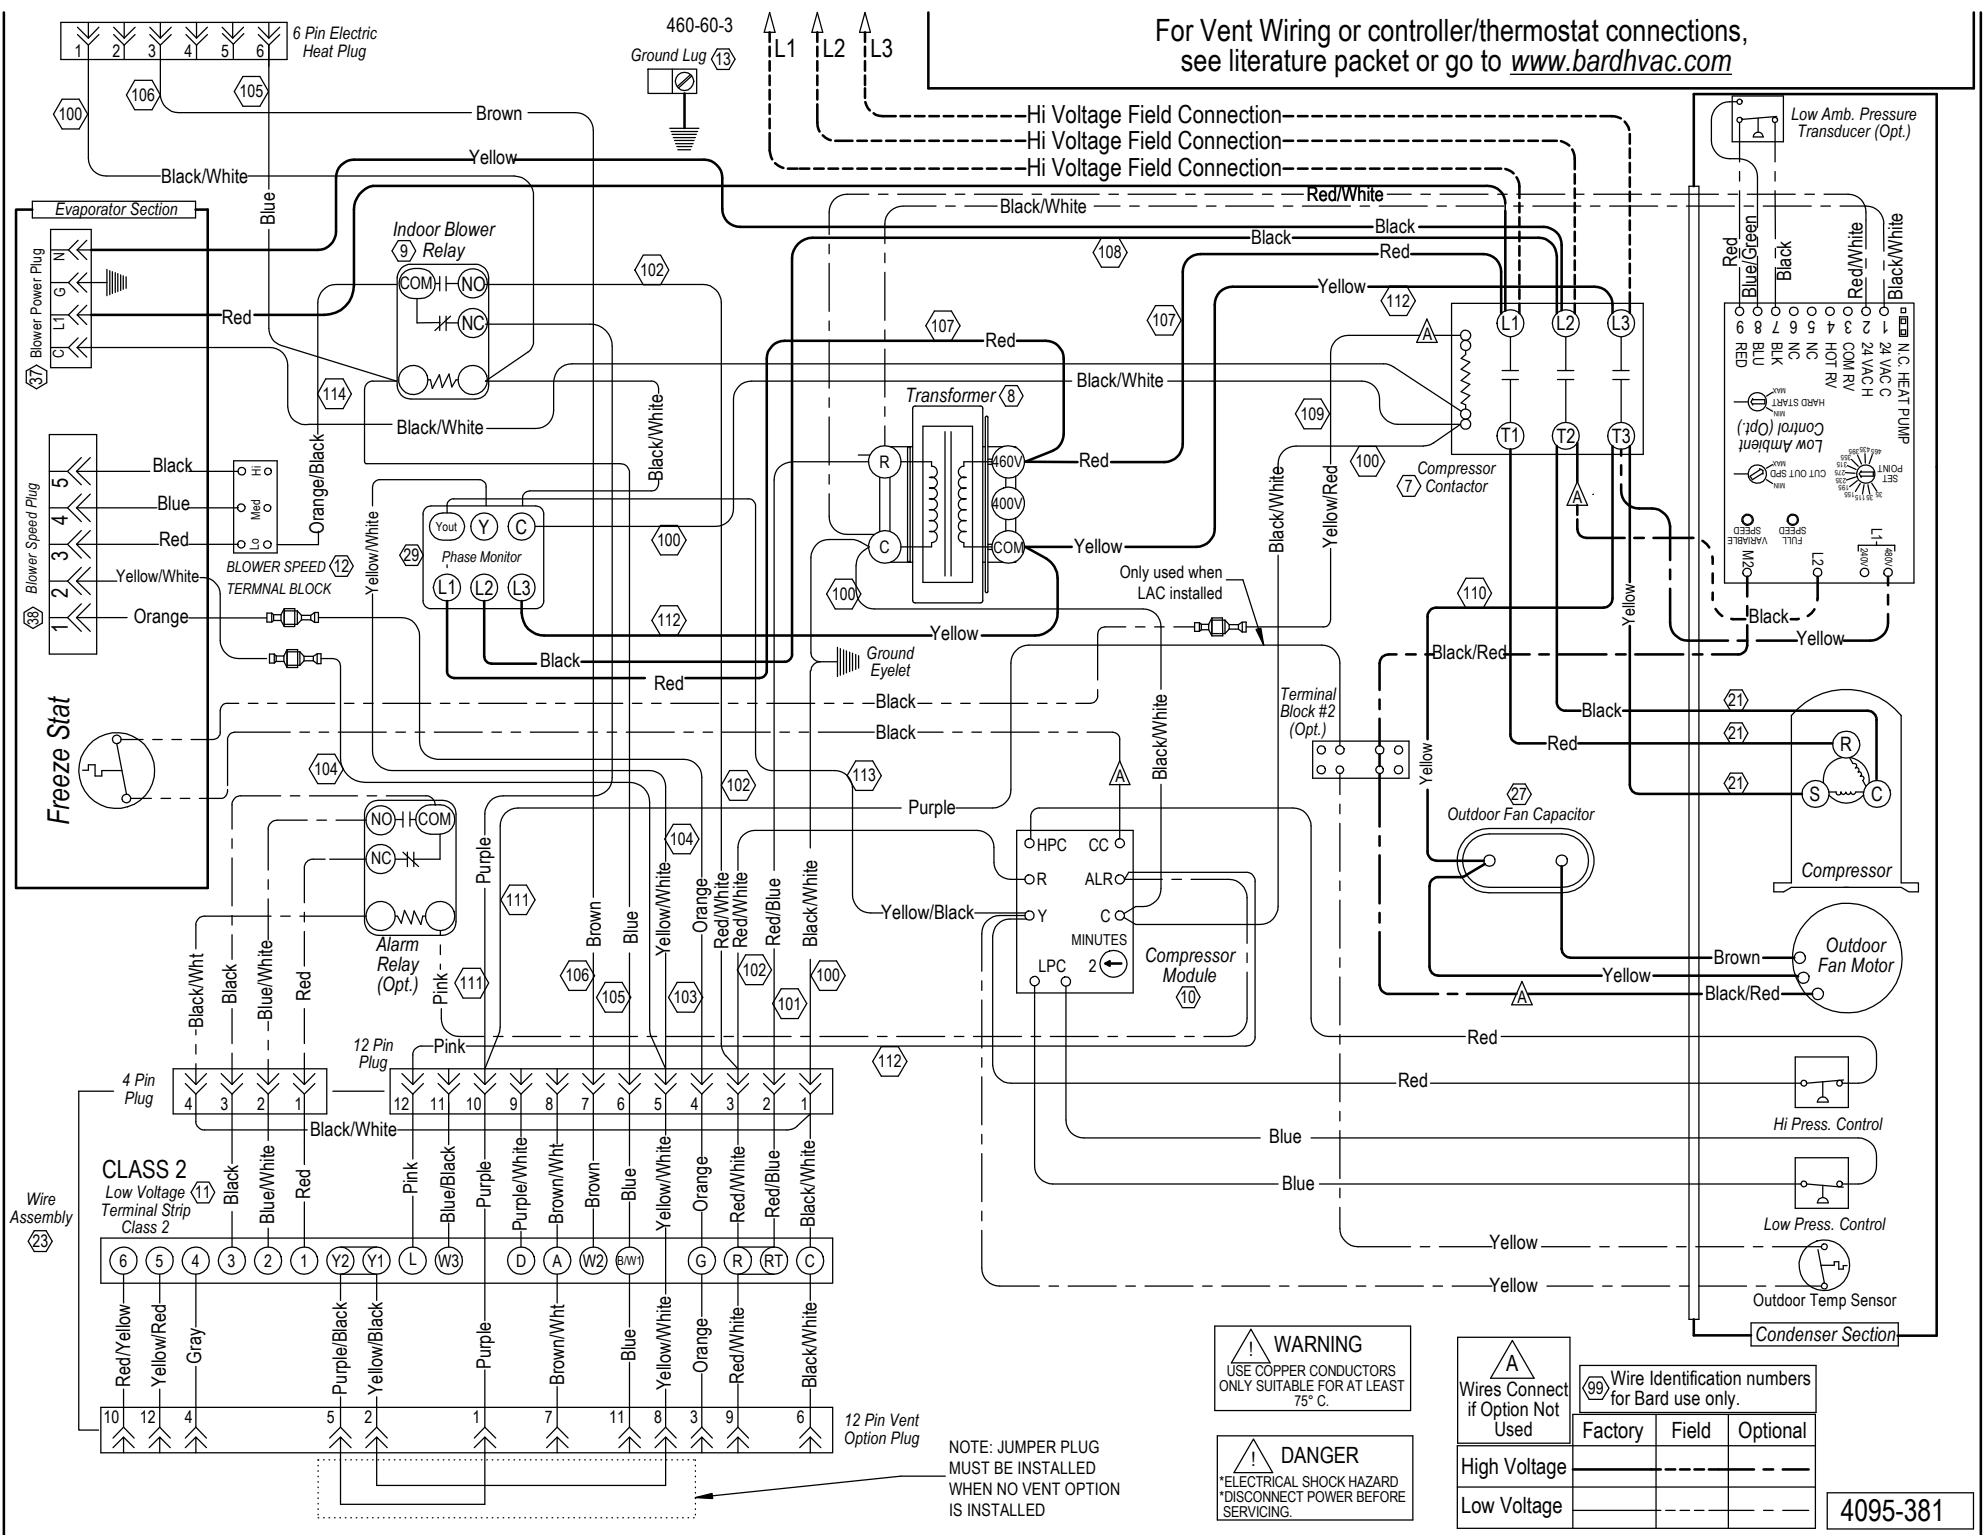 For Vent Wiring or controller/thermostat connections,
see literature packet or go to www.bardhvac.com
6 Pin Electric
Heat Plug
1 2 3 4 5 6
100
106
105
Brown
Black/White
Blue
460-60-3
Ground Lug 13
L1 L2 L3
Hi Voltage Field Connection
Hi Voltage Field Connection
Hi Voltage Field Connection
Yellow
Red/White
Black/White
Black
Black
108
Red
107
Yellow
112
Evaporator Section
Blower Power Plug
37
N
G
L1
C
Red
Indoor Blower
9 Relay
COM
NO
NC
102
114
Black/White
Black/White
Orange/Black
Blower Speed Plug
38
5
4
3
2
1
Black
Blue
Red
Yellow/White
Orange
Hi
Med
Lo
BLOWER SPEED 12
TERMNAL BLOCK
Yellow/White
29
Yout Y C
Phase Monitor
L1 L2 L3
100
112
107
Red
Transformer 8
R
C
460V
400V
COM
Black/White
Red
Yellow
100
Yellow
Black
Red
Ground
Eyelet
Black/White
109
Yellow/Red
Black/White
100
A
L1 L2 L3
T1 T2 T3
Compressor
7 Contactor
A
Only used when
LAC installed
110
Yellow
Black/Red
Black
Yellow
Low Amb. Pressure
Transducer (Opt.)
Red
Blue/Green
Black
Red/White
Black/White
9 8 7 6 5 4 3 2 1
RED
BLU
BLK
NC
NC
HOT RV
COM RV
24 VAC H
24 VAC C
N.C. HEAT PUMP
HARD START
MAX
MIN
Low Ambient
Control (Opt.)
CUT OUT SPD
MAX
MIN
SET
POINT
VARIABLE
SPEED
FULL
SPEED
M2
L2
L1
240V
480V
Freeze Stat
Black
Black
104
102
113
A
Terminal
Block #2
(Opt.)
Yellow
Black
21
Red
21
21
R
S
C
Compressor
27
Outdoor Fan Capacitor
Outdoor
Fan Motor
Brown
Yellow
Black/Red
A
NO COM
NC
Alarm
Relay
(Opt.)
Purple
HPC
CC
R
ALR
Y
C
MINUTES
2
LPC
Compressor
Module
10
Yellow/Black
104
111
111
106
105
103
102
101
100
Black/Wht
Black
Blue/White
Red
Pink
Purple
Brown
Blue
Yellow/White
Orange
Red/White
Red/White
Red/Blue
Black/White
Pink
112
Red
Red
Hi Press. Control
Blue
Blue
Low Press. Control
Yellow
Yellow
Outdoor Temp Sensor
Condenser Section
4 Pin
Plug
12 Pin
Plug
4 3 2 1
12 11 10 9 8 7 6 5 4 3 2 1
Black/White
CLASS 2
Low Voltage 11
Terminal Strip
Class 2
Wire
Assembly
23
Black
Blue/White
Red
Pink
Blue/Black
Purple
Purple/White
Brown/Wht
Brown
Blue
Yellow/White
Orange
Red/White
Red/Blue
Black/White
6 5 4 3 2 1 Y2 Y1 L W3 D A W2 B/W1 G R RT C
Red/Yellow
Yellow/Red
Gray
Purple/Black
Yellow/Black
Purple
Brown/Wht
Blue
Yellow/White
Orange
Red/White
Black/White
10 12 4 5 2 1 7 11 8 3 9 6
12 Pin Vent
Option Plug
NOTE: JUMPER PLUG
MUST BE INSTALLED
WHEN NO VENT OPTION
IS INSTALLED
! WARNING
USE COPPER CONDUCTORS
ONLY SUITABLE FOR AT LEAST
75° C.
! DANGER
*ELECTRICAL SHOCK HAZARD
*DISCONNECT POWER BEFORE
SERVICING.
A
Wires Connect
if Option Not
Used
99 Wire Identification numbers
for Bard use only.
Factory Field Optional
High Voltage
Low Voltage
4095-381